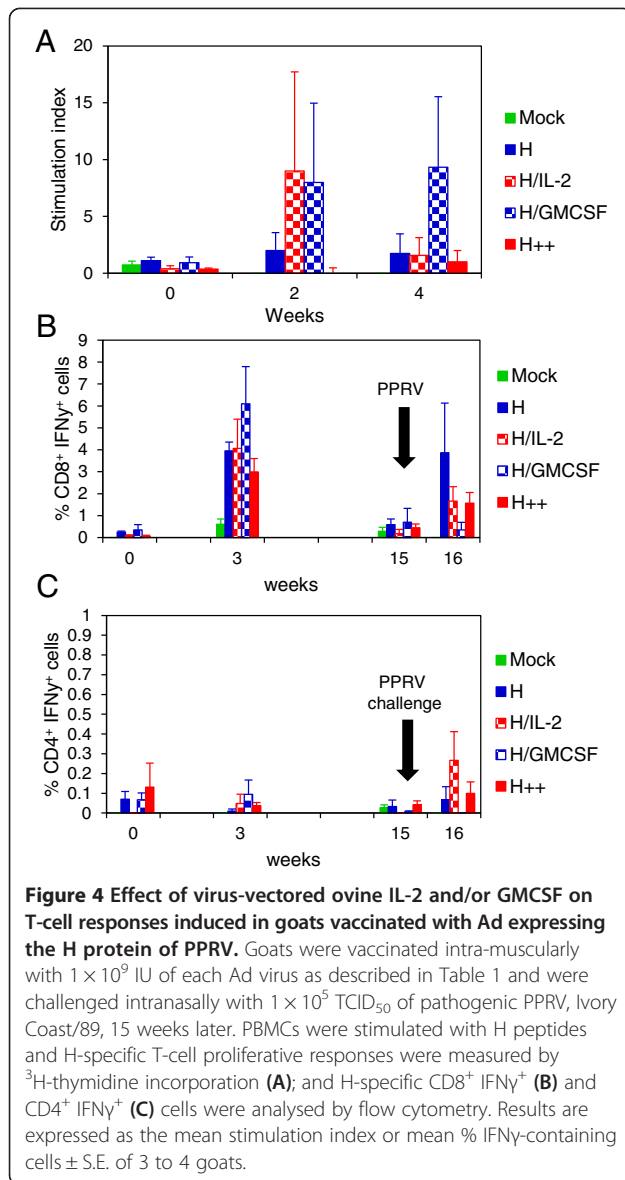 A
20
15
10
5
0
Stimulation index
0 2 4
Weeks
Mock
H
H/IL-2
H/GMCSF
H++
B
9
8
7
6
5
4
3
2
1
0
% CD8⁺ IFNγ⁺ cells
PPRV
0 3 15 16
weeks
Mock
H
H/IL-2
H/GMCSF
H++
C
1
0.9
0.8
0.7
0.6
0.5
0.4
0.3
0.2
0.1
0
% CD4⁺ IFNγ⁺ cells
PPRV
challenge
0 3 15 16
weeks
Mock
H
H/IL-2
H/GMCSF
H++
Figure 4 Effect of virus-vectored ovine IL-2 and/or GMCSF on
T-cell responses induced in goats vaccinated with Ad expressing
the H protein of PPRV. Goats were vaccinated intra-muscularly
with 1 × 10⁹ IU of each Ad virus as described in Table 1 and were
challenged intranasally with 1 × 10⁵ TCID₅₀ of pathogenic PPRV, Ivory
Coast/89, 15 weeks later. PBMCs were stimulated with H peptides
and H-specific T-cell proliferative responses were measured by
³H-thymidine incorporation (A); and H-specific CD8⁺ IFNγ⁺ (B) and
CD4⁺ IFNγ⁺ (C) cells were analysed by flow cytometry. Results are
expressed as the mean stimulation index or mean % IFNγ-containing
cells ± S.E. of 3 to 4 goats.